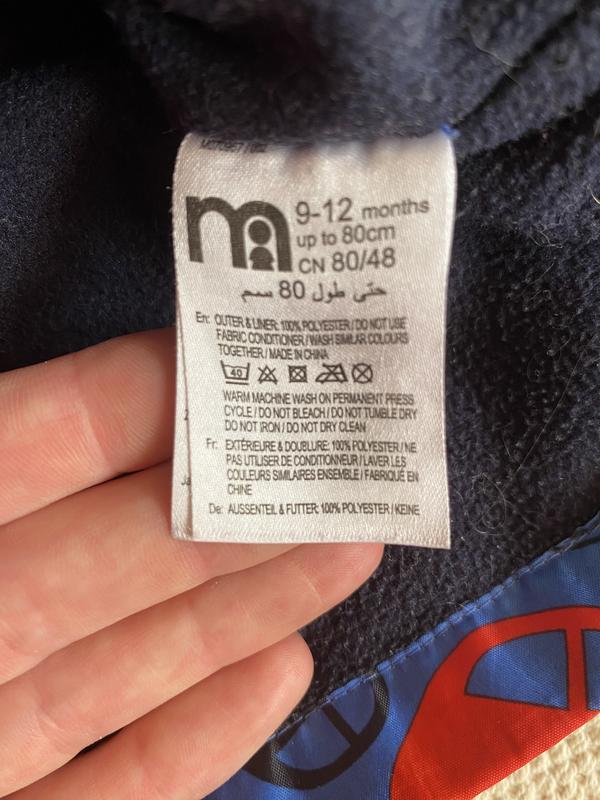 m
9-12 months
up to 80cm
CN 80/48
حتّى طول 80 سم
En: OUTER & LINER: 100% POLYESTER / DO NOT USE
FABRIC CONDITIONER / WASH SIMILAR COLOURS
TOGETHER / MADE IN CHINA
40
WARM MACHINE WASH ON PERMANENT PRESS
CYCLE / DO NOT BLEACH / DO NOT TUMBLE DRY
DO NOT IRON / DO NOT DRY CLEAN
Fr: EXTÉRIEURE & DOUBLURE: 100% POLYESTER / NE
PAS UTILISER DE CONDITIONNEUR / LAVER LES
COULEURS SIMILAIRES ENSEMBLE / FABRIQUÉ EN
CHINE
De: AUSSENTEIL & FUTTER: 100% POLYESTER / KEINE